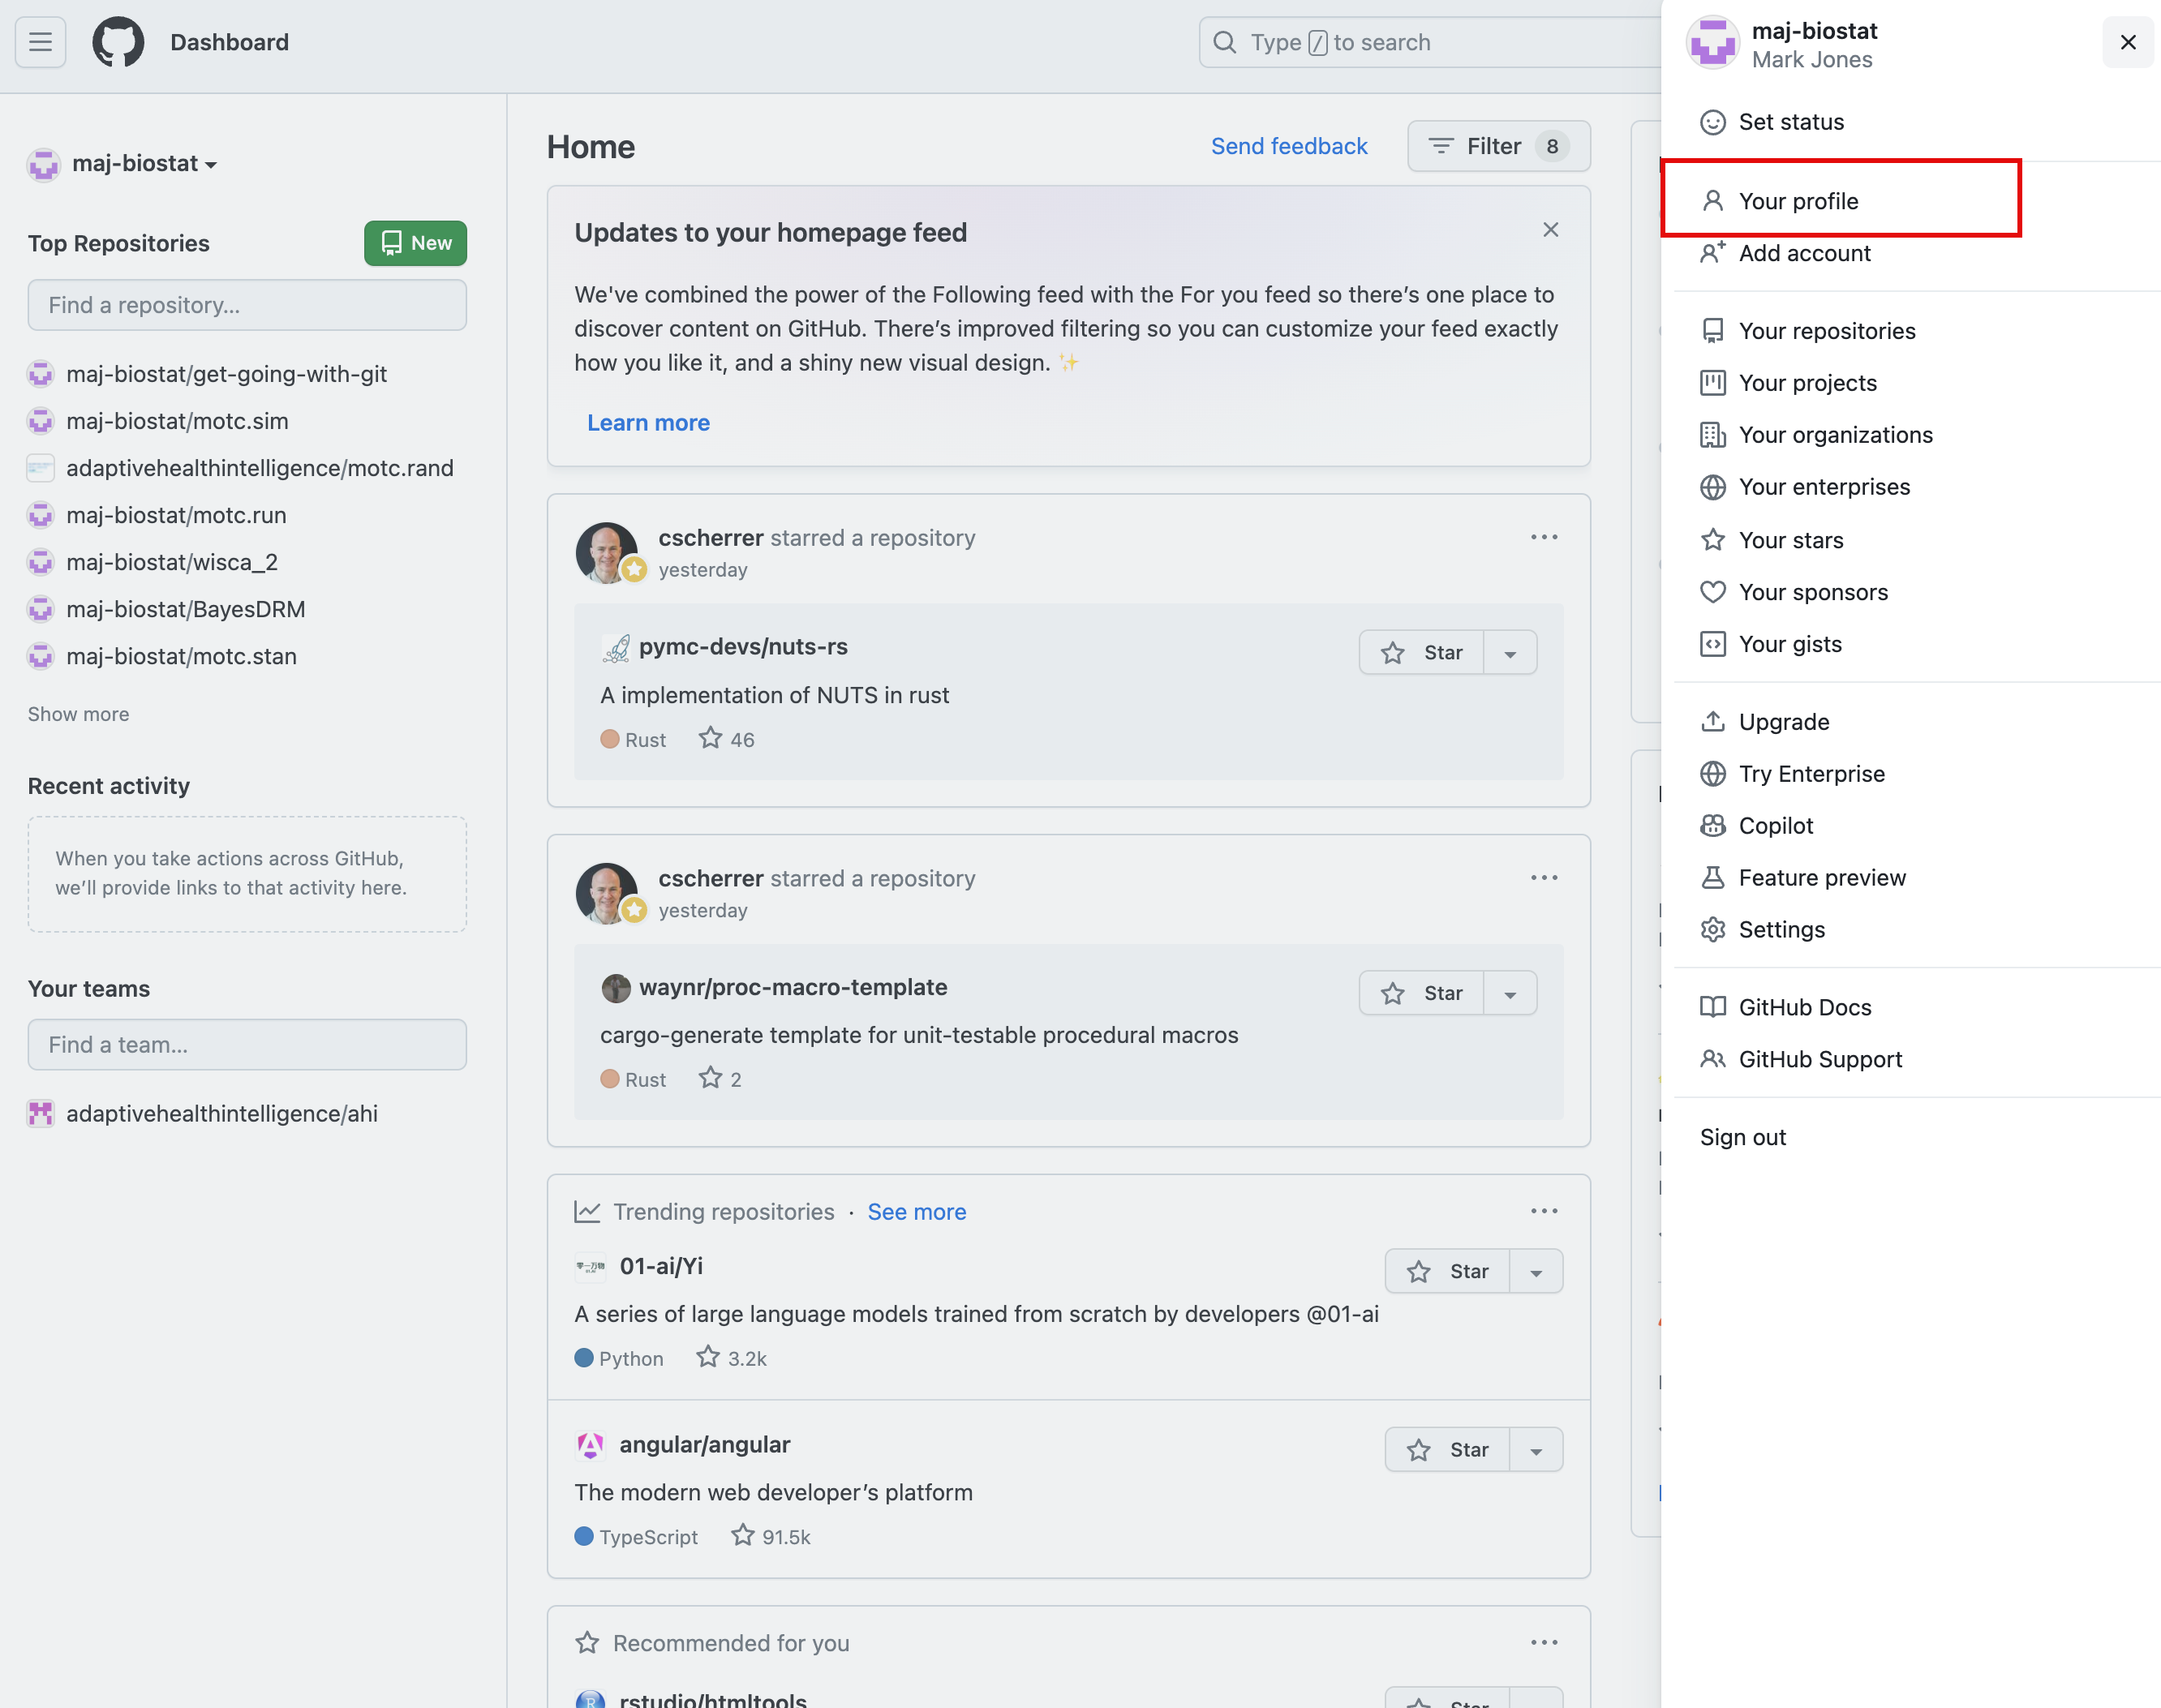 Dashboard
Type / to search
maj-biostat
Mark Jones
Set status
Your profile
Add account
Your repositories
Your projects
Your organizations
Your enterprises
Your stars
Your sponsors
Your gists
Upgrade
Try Enterprise
Copilot
Feature preview
Settings
GitHub Docs
GitHub Support
Sign out
maj-biostat
Top Repositories
New
Find a repository...
maj-biostat/get-going-with-git
maj-biostat/motc.sim
adaptivehealthintelligence/motc.rand
maj-biostat/motc.run
maj-biostat/wisca_2
maj-biostat/BayesDRM
maj-biostat/motc.stan
Show more
Recent activity
When you take actions across GitHub,
we’ll provide links to that activity here.
Your teams
Find a team...
adaptivehealthintelligence/ahi
Home
Send feedback
Filter 8
Updates to your homepage feed
We've combined the power of the Following feed with the For you feed so there’s one place to
discover content on GitHub. There’s improved filtering so you can customize your feed exactly
how you like it, and a shiny new visual design. ✨
Learn more
cscherrer starred a repository
yesterday
pymc-devs/nuts-rs
Star
A implementation of NUTS in rust
Rust 46
cscherrer starred a repository
yesterday
waynr/proc-macro-template
Star
cargo-generate template for unit-testable procedural macros
Rust 2
Trending repositories · See more
01-ai/Yi
Star
A series of large language models trained from scratch by developers @01-ai
Python 3.2k
angular/angular
Star
The modern web developer’s platform
TypeScript 91.5k
Recommended for you
rstudio/htmltools
Star